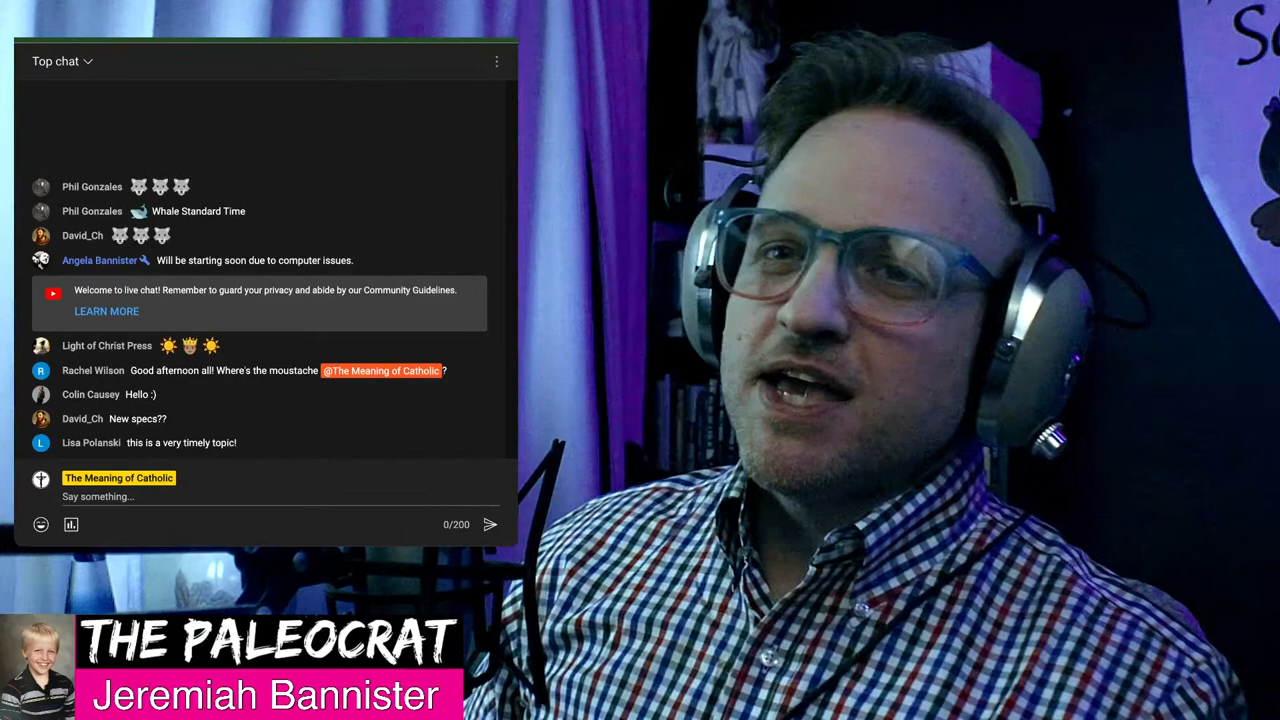 Top chat
Phil Gonzales
Phil Gonzales Whale Standard Time
David_Ch
Angela Bannister Will be starting soon due to computer issues.
Welcome to live chat! Remember to guard your privacy and abide by our Community Guidelines.
LEARN MORE
Light of Christ Press
R Rachel Wilson Good afternoon all! Where's the moustache @The Meaning of Catholic ?
Colin Causey Hello :)
David_Ch New specs??
L Lisa Polanski this is a very timely topic!
The Meaning of Catholic
Say something...
0/200
THE PALEOCRAT
Jeremiah Bannister